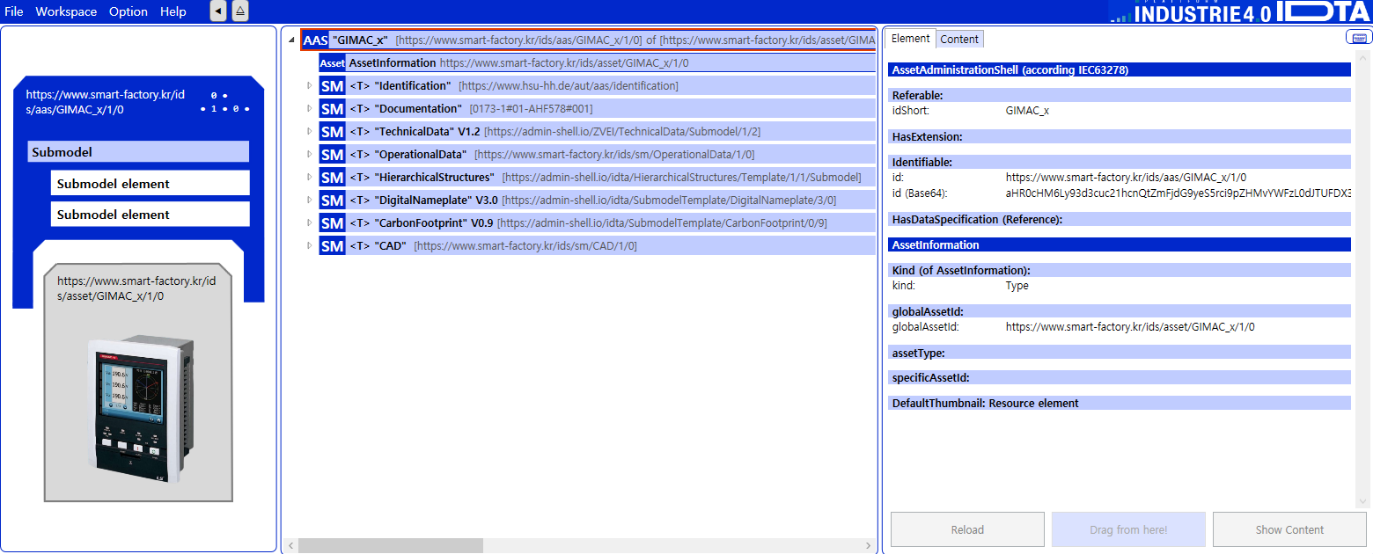 File Workspace Option Help
INDUSTRIE4.0 IDTA
https://www.smart-factory.kr/id
s/aas/GIMAC_x/1/0
Submodel
Submodel element
Submodel element
https://www.smart-factory.kr/id
s/asset/GIMAC_x/1/0
AAS "GIMAC_x" [https://www.smart-factory.kr/ids/aas/GIMAC_x/1/0] of [https://www.smart-factory.kr/ids/asset/GIMA
Asset AssetInformation https://www.smart-factory.kr/ids/asset/GIMAC_x/1/0
SM <T> "Identification" [https://www.hsu-hh.de/aut/aas/identification]
SM <T> "Documentation" [0173-1#01-AHF578#001]
SM <T> "TechnicalData" V1.2 [https://admin-shell.io/ZVEI/TechnicalData/Submodel/1/2]
SM <T> "OperationalData" [https://www.smart-factory.kr/ids/sm/OperationalData/1/0]
SM <T> "HierarchicalStructures" [https://admin-shell.io/idta/HierarchicalStructures/Template/1/1/Submodel]
SM <T> "DigitalNameplate" V3.0 [https://admin-shell.io/idta/SubmodelTemplate/DigitalNameplate/3/0]
SM <T> "CarbonFootprint" V0.9 [https://admin-shell.io/idta/SubmodelTemplate/CarbonFootprint/0/9]
SM <T> "CAD" [https://www.smart-factory.kr/ids/sm/CAD/1/0]
Element Content
AssetAdministrationShell (according IEC63278)
Referable:
idShort: GIMAC_x
HasExtension:
Identifiable:
id: https://www.smart-factory.kr/ids/aas/GIMAC_x/1/0
id (Base64): aHR0cHM6Ly93d3cuc21hcnQtZmFjdG9yeS5rci9pZHMvYWFzL0dJTUFDX3
HasDataSpecification (Reference):
AssetInformation
Kind (of AssetInformation):
kind: Type
globalAssetId:
globalAssetId: https://www.smart-factory.kr/ids/asset/GIMAC_x/1/0
assetType:
specificAssetId:
DefaultThumbnail: Resource element
Reload Drag from here! Show Content